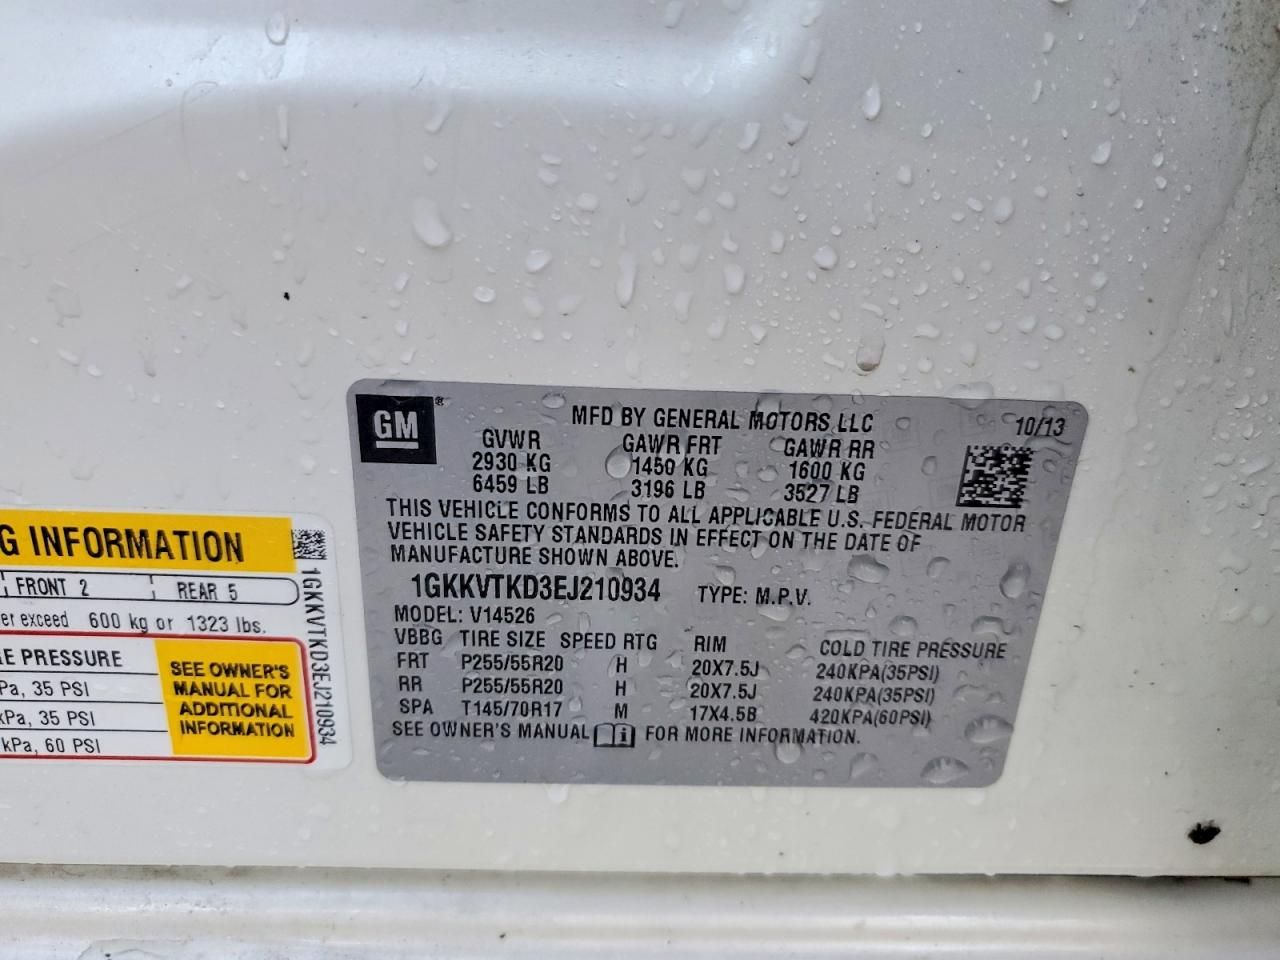 GM ®
MFD BY GENERAL MOTORS LLC 10/13
GVWR GAWR FRT GAWR RR
2930 KG 1450 KG 1600 KG
6459 LB 3196 LB 3527 LB
THIS VEHICLE CONFORMS TO ALL APPLICABLE U.S. FEDERAL MOTOR
VEHICLE SAFETY STANDARDS IN EFFECT ON THE DATE OF
MANUFACTURE SHOWN ABOVE.
1GKKVTKD3EJ210934 TYPE: M.P.V.
MODEL: V14526
VBBG TIRE SIZE SPEED RTG RIM COLD TIRE PRESSURE
FRT P255/55R20 H 20X7.5J 240KPA(35PSI)
RR P255/55R20 H 20X7.5J 240KPA(35PSI)
SPA T145/70R17 M 17X4.5B 420KPA(60PSI)
SEE OWNER'S MANUAL i FOR MORE INFORMATION.
G INFORMATION
FRONT 2 REAR 5
er exceed 600 kg or 1323 lbs.
E PRESSURE
Pa, 35 PSI
kPa, 35 PSI
kPa, 60 PSI
SEE OWNER'S
MANUAL FOR
ADDITIONAL
INFORMATION
1GKKVTKD3EJ210934